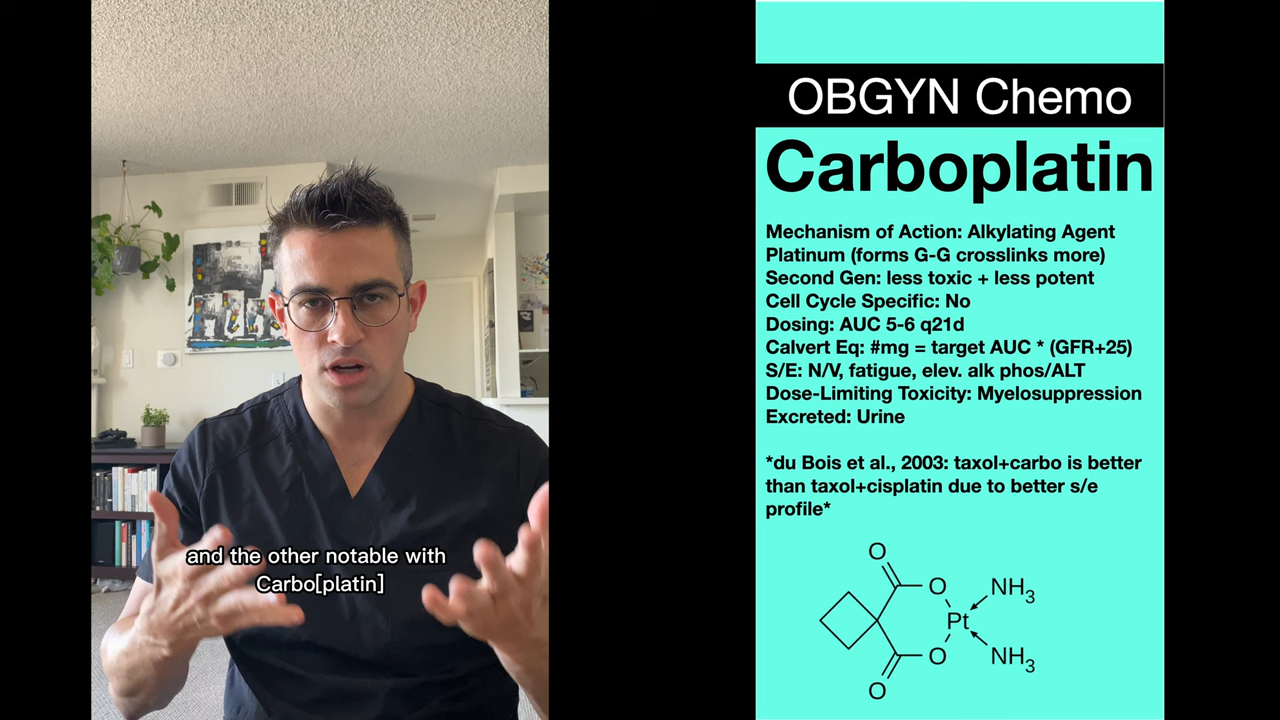 and the other notable with
Carbo[platin]
OBGYN Chemo
Carboplatin
Mechanism of Action: Alkylating Agent
Platinum (forms G-G crosslinks more)
Second Gen: less toxic + less potent
Cell Cycle Specific: No
Dosing: AUC 5-6 q21d
Calvert Eq: #mg = target AUC * (GFR+25)
S/E: N/V, fatigue, elev. alk phos/ALT
Dose-Limiting Toxicity: Myelosuppression
Excreted: Urine
*du Bois et al., 2003: taxol+carbo is better
than taxol+cisplatin due to better s/e
profile*
O
O
NH3
Pt
O
NH3
O